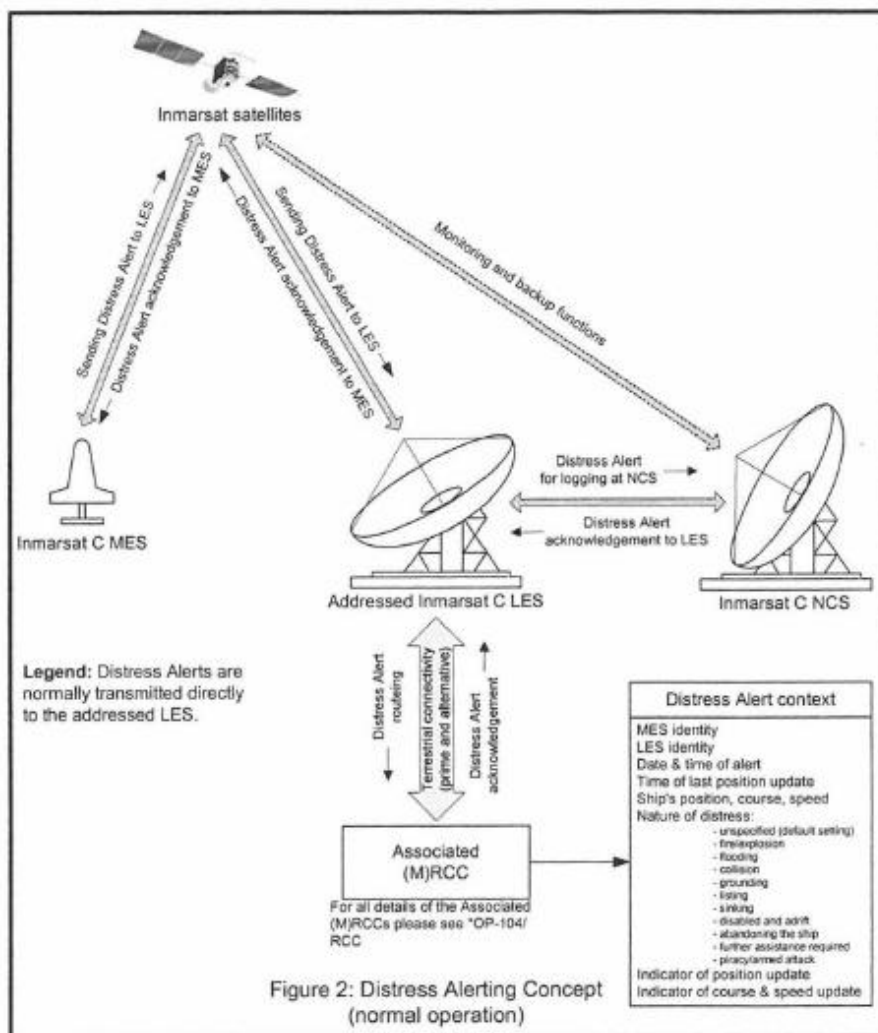 Inmarsat satellites
Sending Distress Alert to LES
Distress Alert acknowledgement to MES
Sending Distress Alert to LES
Distress Alert acknowledgement to MES
Monitoring and backup functions
Inmarsat C MES
Distress Alert
for logging at NCS
Distress Alert
acknowledgement to LES
Addressed Inmarsat C LES
Inmarsat C NCS
Legend: Distress Alerts are
normally transmitted directly
to the addressed LES.
Distress Alert
routeing
Terrestrial connectivity
(prime and alternative)
Distress Alert
acknowledgement
Associated
(M)RCC
For all details of the Associated
(M)RCCs please see "OP-104/
RCC
Distress Alert context
MES identity
LES identity
Date & time of alert
Time of last position update
Ship's position, course, speed
Nature of distress:
- unspecified (default setting)
- fire/explosion
- flooding
- collision
- grounding
- listing
- sinking
- disabled and adrift
- abandoning the ship
- further assistance required
- piracy/armed attack
Indicator of position update
Indicator of course & speed update
Figure 2: Distress Alerting Concept
(normal operation)